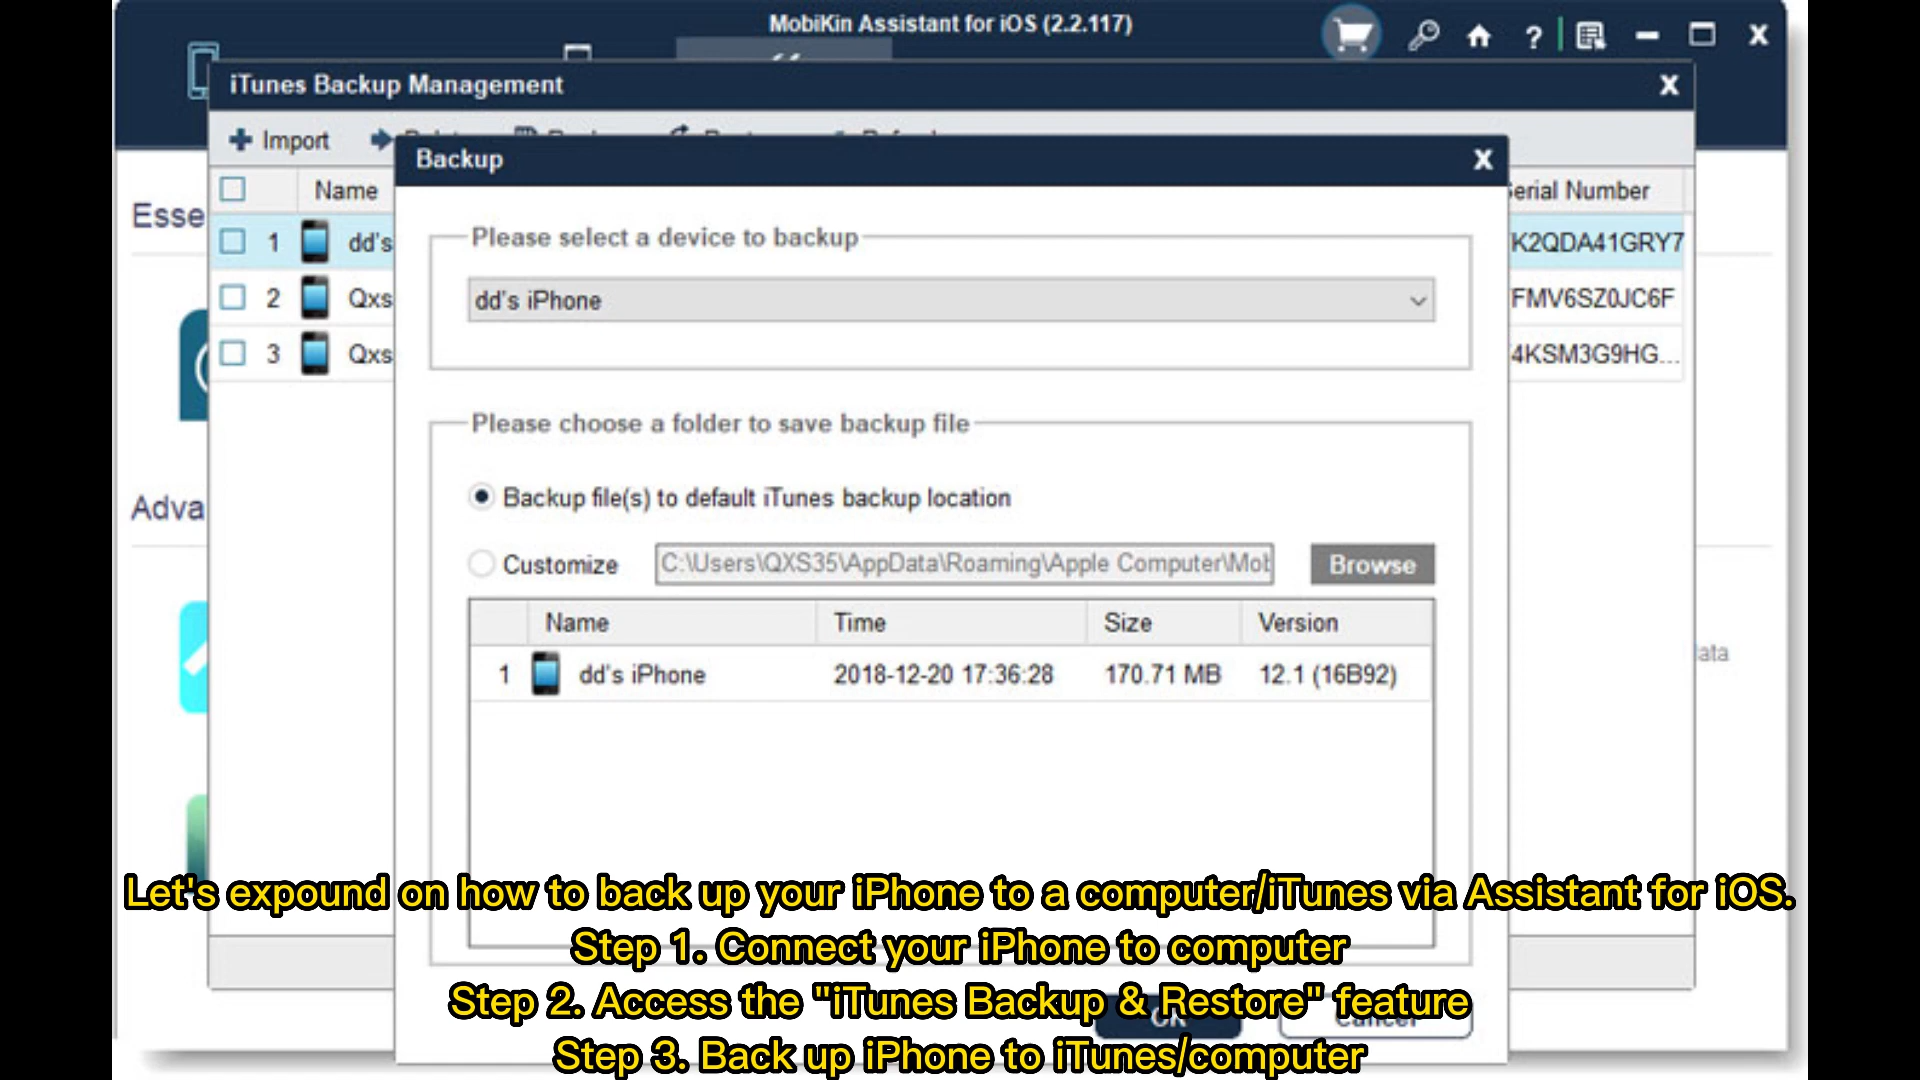 MobiKin Assistant for iOS (2.2.117)
?
iTunes Backup Management
X
Import
Backup
X
Name
Serial Number
Esse
1 dd's K2QDA41GRY7
2 Qxs FMV6SZ0JC6F
3 Qxs 4KSM3G9HG...
Please select a device to backup
dd's iPhone
Please choose a folder to save backup file
Backup file(s) to default iTunes backup location
Adva
Customize C:\Users\QXS35\AppData\Roaming\Apple Computer\Mob Browse
Name Time Size Version
1 dd's iPhone 2018-12-20 17:36:28 170.71 MB 12.1 (16B92)
ata
Let's expound on how to back up your iPhone to a computer/iTunes via Assistant for iOS.
Step 1. Connect your iPhone to computer
Step 2. Access the "iTunes Backup & Restore" feature
OK Cancel
Step 3. Back up iPhone to iTunes/computer